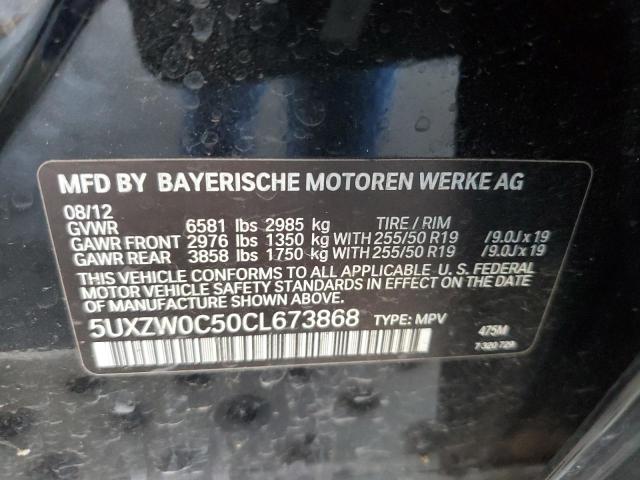 MFD BY BAYERISCHE MOTOREN WERKE AG
08/12
GVWR 6581 lbs 2985 kg TIRE / RIM
GAWR FRONT 2976 lbs 1350 kg WITH 255/50 R19 /9.0J x 19
GAWR REAR 3858 lbs 1750 kg WITH 255/50 R19 /9.0J x 19
THIS VEHICLE CONFORMS TO ALL APPLICABLE U. S. FEDERAL
MOTOR VEHICLE SAFETY STANDARDS IN EFFECT ON THE DATE
OF MANUFACTURE SHOWN ABOVE.
5UXZW0C50CL673868 TYPE: MPV 475M
7 320 729